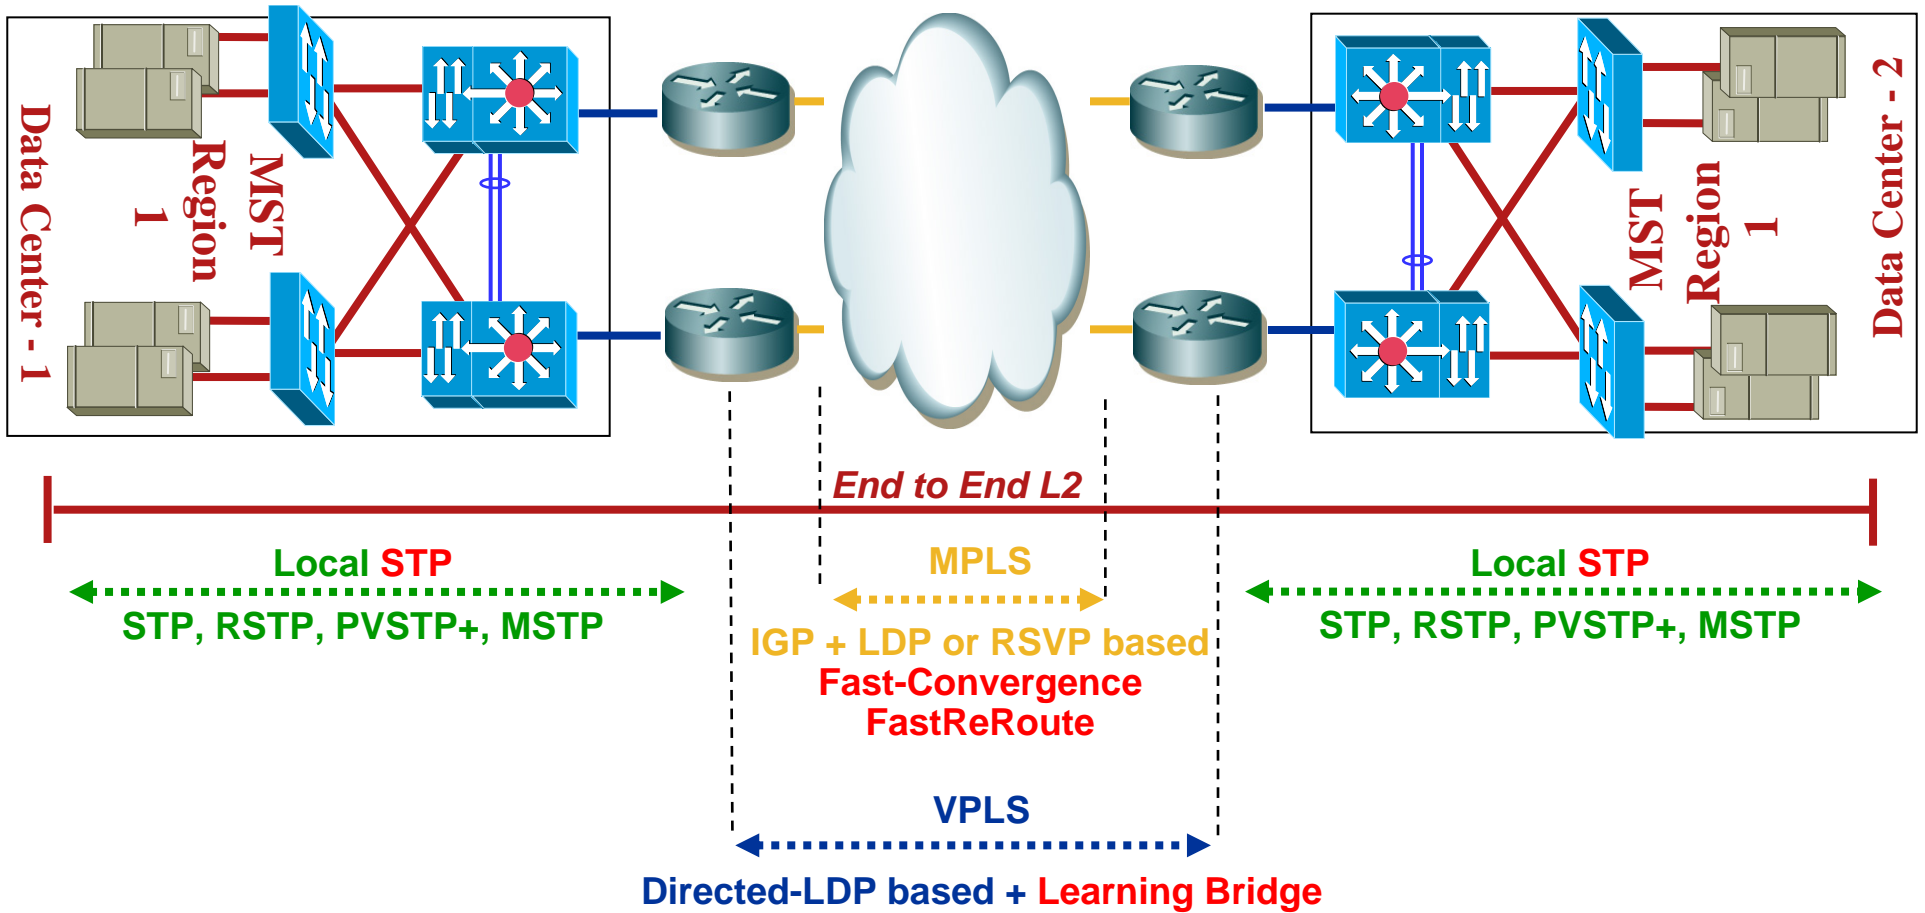 Data Center - 1
MST
Region
1
MST
Region
1
Data Center - 2
End to End L2
Local STP
STP, RSTP, PVSTP+, MSTP
MPLS
IGP + LDP or RSVP based
Fast-Convergence
FastReRoute
Local STP
STP, RSTP, PVSTP+, MSTP
VPLS
Directed-LDP based + Learning Bridge